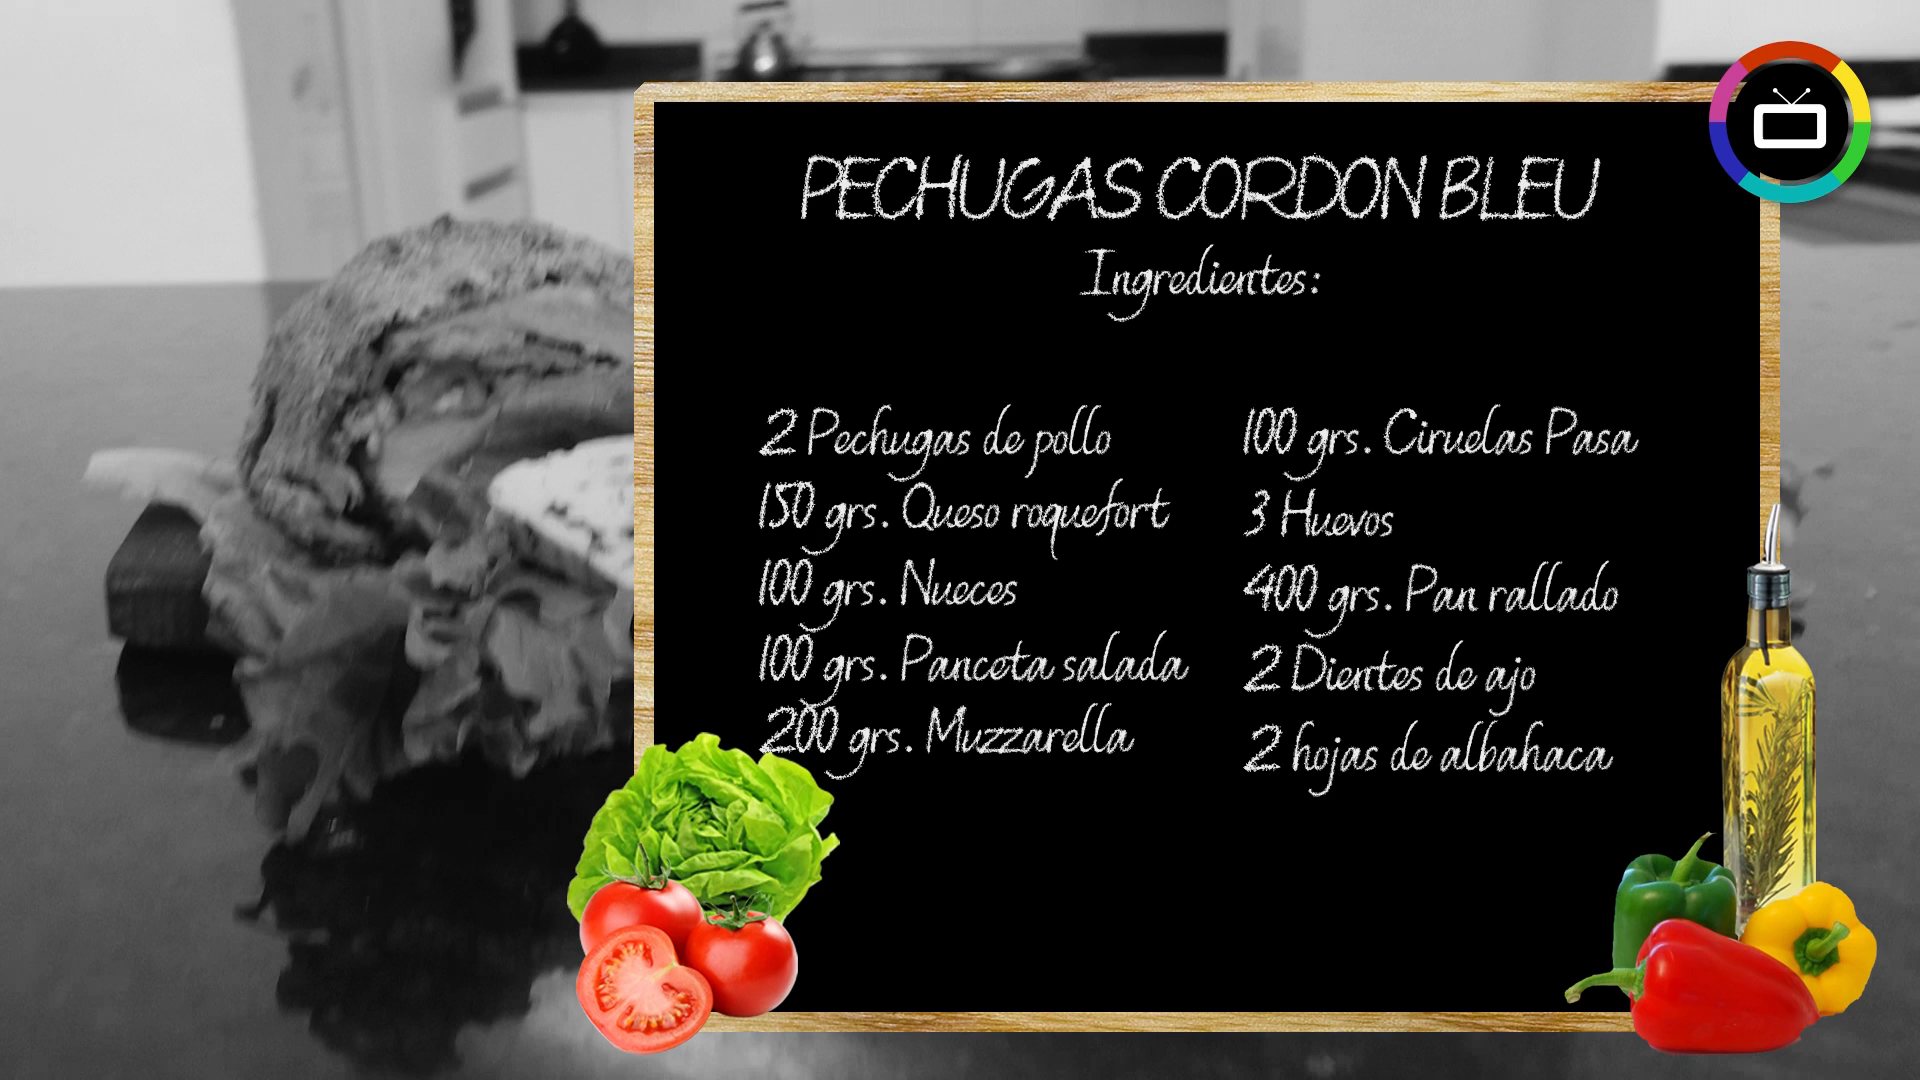 PECHUGAS CORDON BLEU
Ingredientes:
2 Pechugas de pollo
150 grs. Queso roquefort
100 grs. Nueces
100 grs. Panceta salada
200 grs. Muzzarella
100 grs. Ciruelas Pasa
3 Huevos
400 grs. Pan rallado
2 Dientes de ajo
2 hojas de albahaca